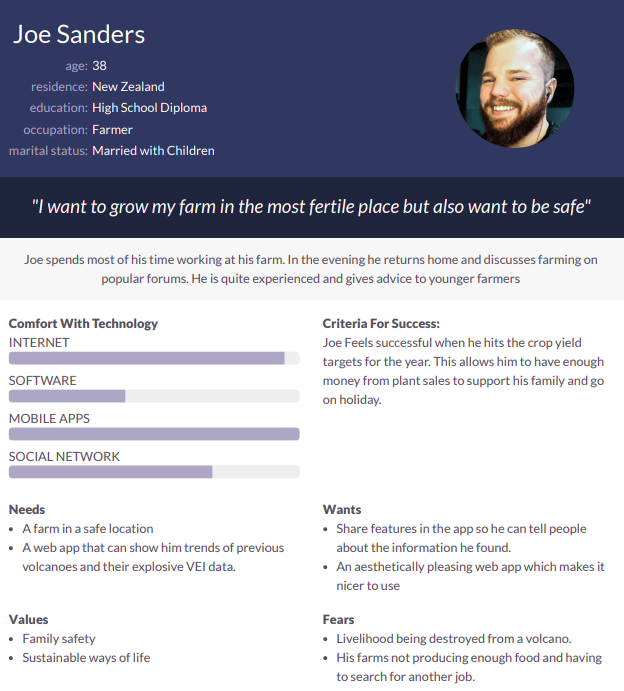 Joe Sanders
age: 38
residence: New Zealand
education: High School Diploma
occupation: Farmer
marital status: Married with Children
"I want to grow my farm in the most fertile place but also want to be safe"
Joe spends most of his time working at his farm. In the evening he returns home and discusses farming on
popular forums. He is quite experienced and gives advice to younger farmers
Comfort With Technology
INTERNET
SOFTWARE
MOBILE APPS
SOCIAL NETWORK
Criteria For Success:
Joe Feels successful when he hits the crop yield
targets for the year. This allows him to have enough
money from plant sales to support his family and go
on holiday.
Needs
• A farm in a safe location
• A web app that can show him trends of previous
volcanoes and their explosive VEI data.
Wants
• Share features in the app so he can tell people
about the information he found.
• An aesthetically pleasing web app which makes it
nicer to use
Values
• Family safety
• Sustainable ways of life
Fears
• Livelihood being destroyed from a volcano.
• His farms not producing enough food and having
to search for another job.